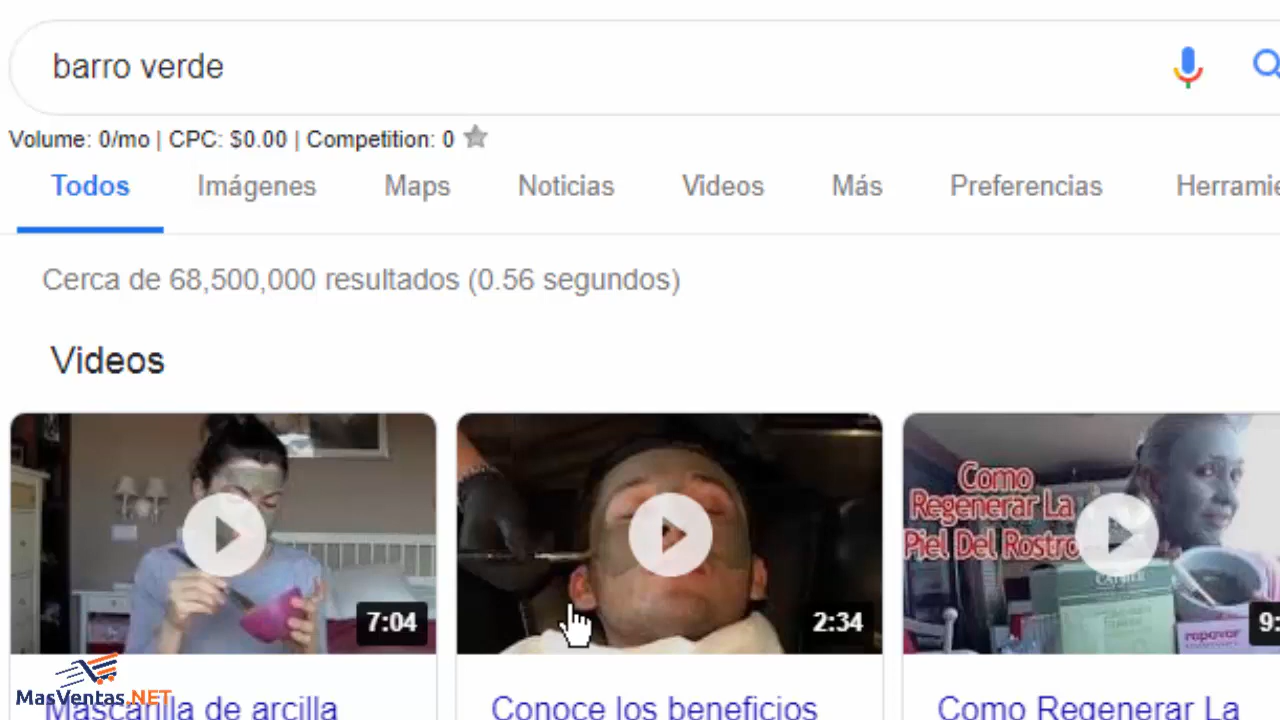 barro verde
Volume: 0/mo | CPC: $0.00 | Competition: 0
Todos Imágenes Maps Noticias Videos Más Preferencias
Cerca de 68,500,000 resultados (0.56 segundos)
Videos
Como
Regenerar La
Piel Del Rostro
CATTIER
repavar
7:04 2:34
MasVentas.NET
Mascarilla de arcilla Conoce los beneficios Como Regenerar La